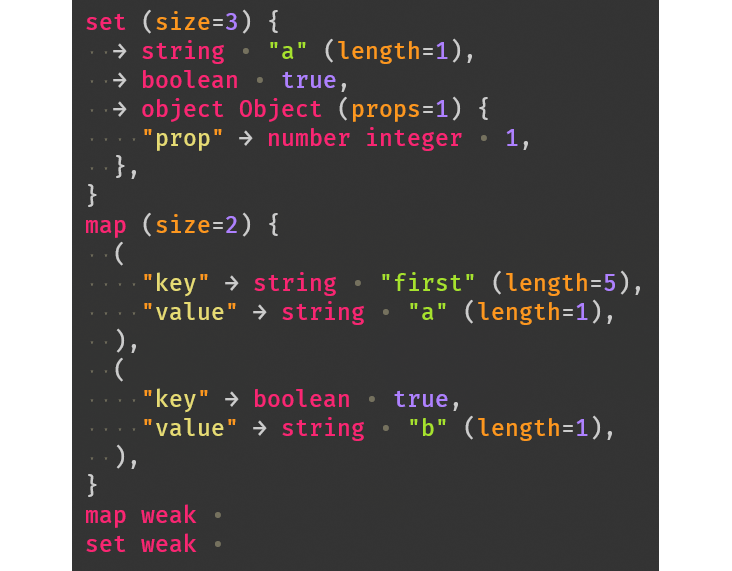 set (size=3) {
··→ string • "a" (length=1),
··→ boolean • true,
··→ object Object (props=1) {
····"prop" → number integer • 1,
··},
}
map (size=2) {
··(
····"key" → string • "first" (length=5),
····"value" → string • "a" (length=1),
··),
··(
····"key" → boolean • true,
····"value" → string • "b" (length=1),
··),
}
map weak •
set weak •